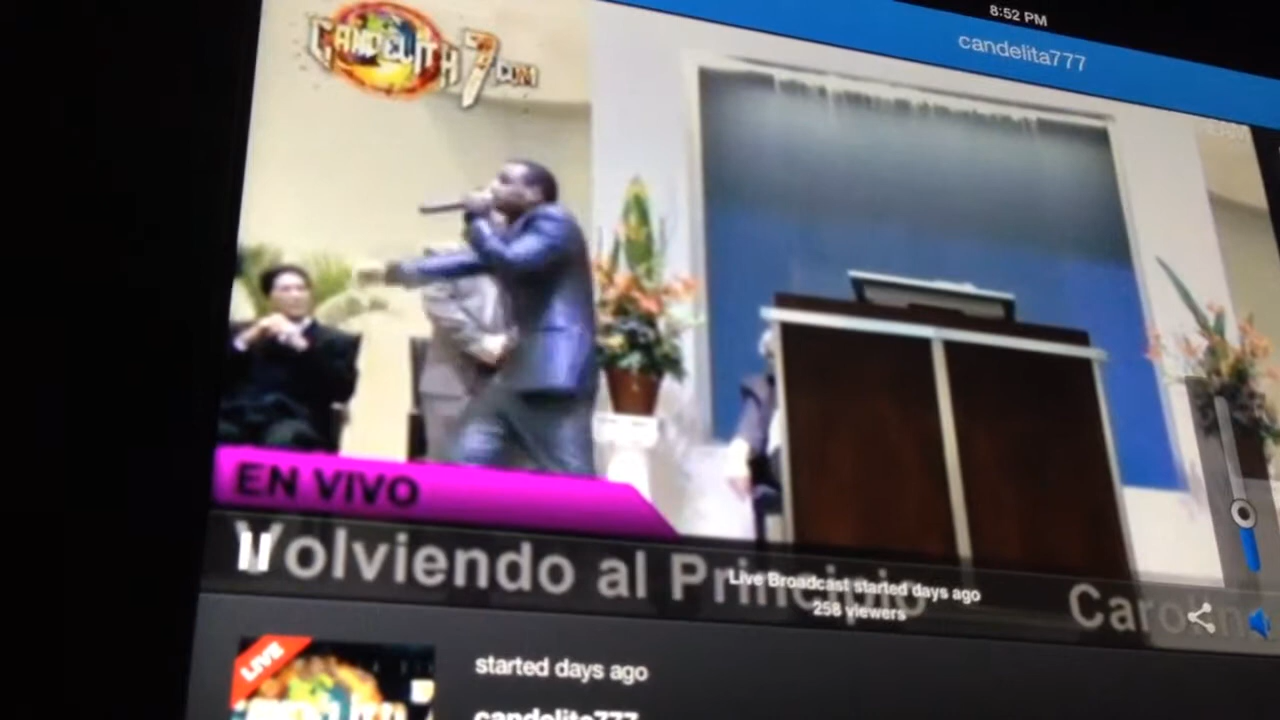 8:52 PM
candelita777
CANDELITA7.COM
EN VIVO
Volviendo al Principio
Live Broadcast started days ago
258 viewers
LIVE
started days ago
candelita777